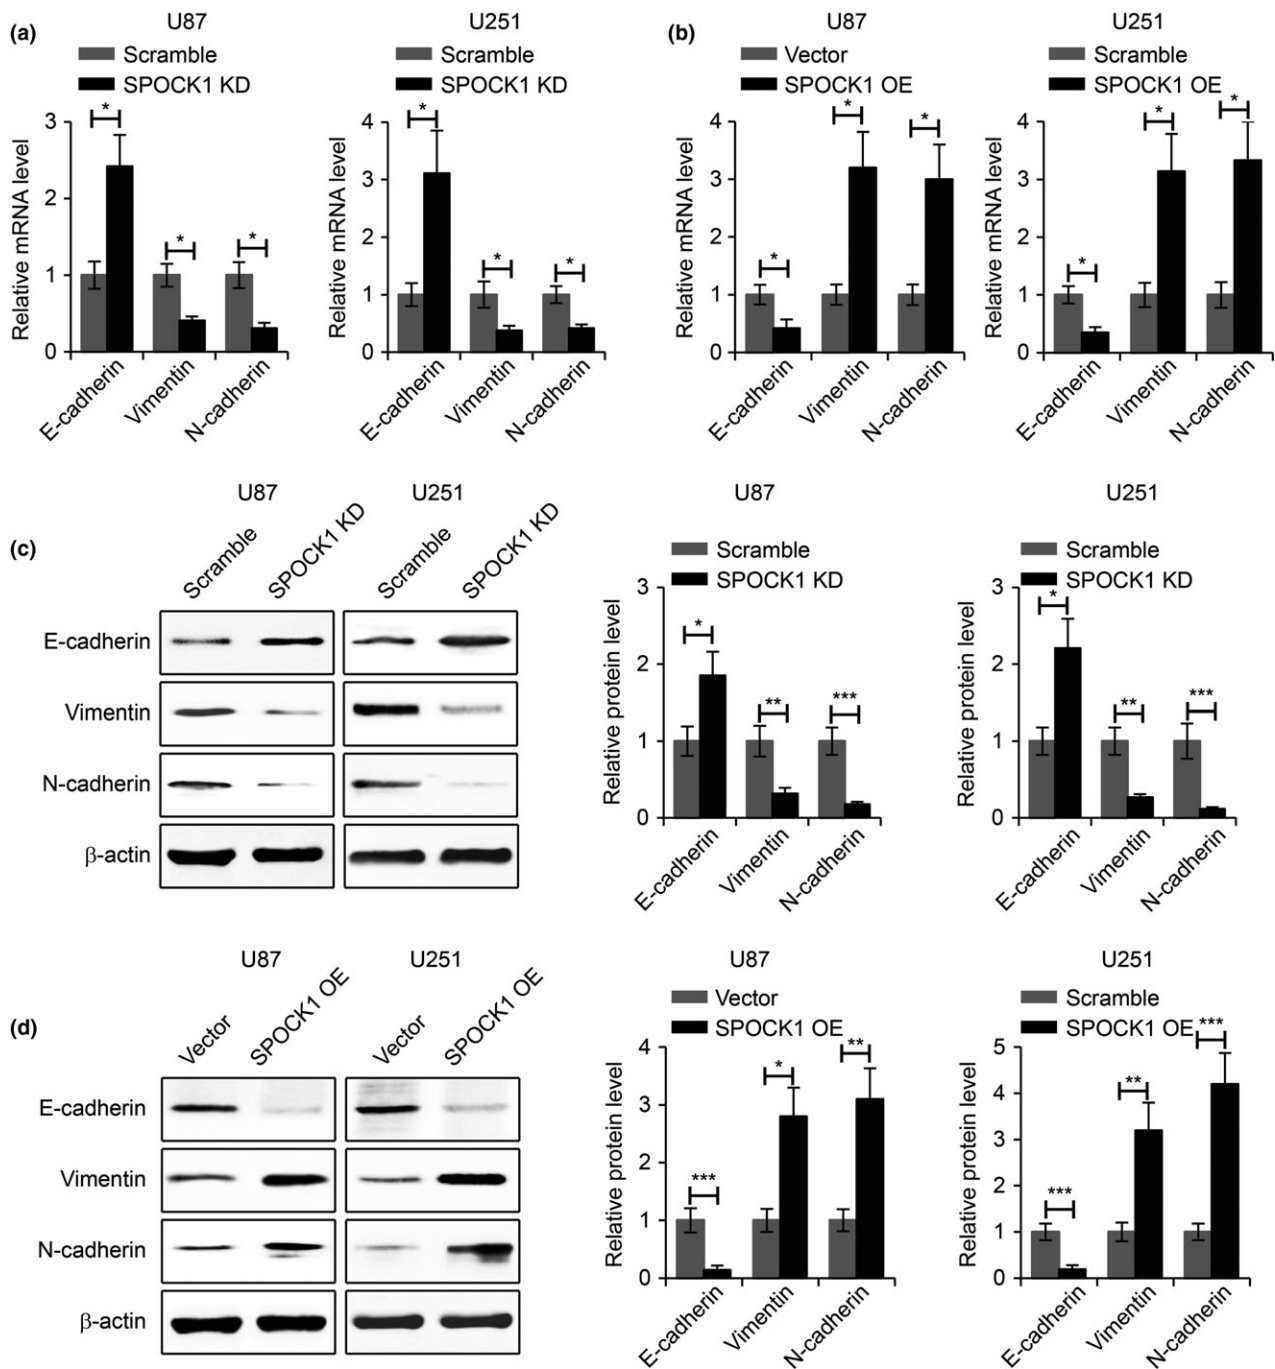 (a)
U87
Scramble
SPOCK1 KD
Relative mRNA level
3
2
1
0
*
*
*
E-cadherin
Vimentin
N-cadherin
U251
Scramble
SPOCK1 KD
Relative mRNA level
4
3
2
1
0
*
*
*
E-cadherin
Vimentin
N-cadherin
(b)
U87
Vector
SPOCK1 OE
Relative mRNA level
4
3
2
1
0
*
*
*
E-cadherin
Vimentin
N-cadherin
U251
Scramble
SPOCK1 OE
Relative mRNA level
4
3
2
1
0
*
*
*
E-cadherin
Vimentin
N-cadherin
(c)
U87
U251
Scramble
SPOCK1 KD
Scramble
SPOCK1 KD
E-cadherin
Vimentin
N-cadherin
β-actin
U87
Scramble
SPOCK1 KD
Relative protein level
3
2
1
0
*
**
***
E-cadherin
Vimentin
N-cadherin
U251
Scramble
SPOCK1 KD
Relative protein level
3
2
1
0
*
**
***
E-cadherin
Vimentin
N-cadherin
(d)
U87
U251
Vector
SPOCK1 OE
Vector
SPOCK1 OE
E-cadherin
Vimentin
N-cadherin
β-actin
U87
Vector
SPOCK1 OE
Relative protein level
4
3
2
1
0
***
*
**
E-cadherin
Vimentin
N-cadherin
U251
Scramble
SPOCK1 OE
Relative protein level
5
4
3
2
1
0
***
**
***
E-cadherin
Vimentin
N-cadherin